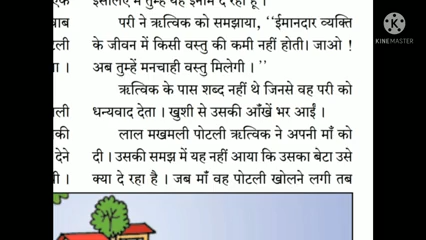 इसलिए मैं तुम्हें यह इनाम दे रही हूँ।
परी ने ऋत्विक को समझाया, ‘‘ईमानदार व्यक्ति
के जीवन में किसी वस्तु की कमी नहीं होती। जाओ !
अब तुम्हें मनचाही वस्तु मिलेगी। ’’
ऋत्विक के पास शब्द नहीं थे जिनसे वह परी को
धन्यवाद देता। खुशी से उसकी आँखें भर आईं।
लाल मखमली पोटली ऋत्विक ने अपनी माँ को
दी। उसकी समझ में यह नहीं आया कि उसका बेटा उसे
क्या दे रहा है। जब माँ वह पोटली खोलने लगी तब
की
देने
KINEMASTER